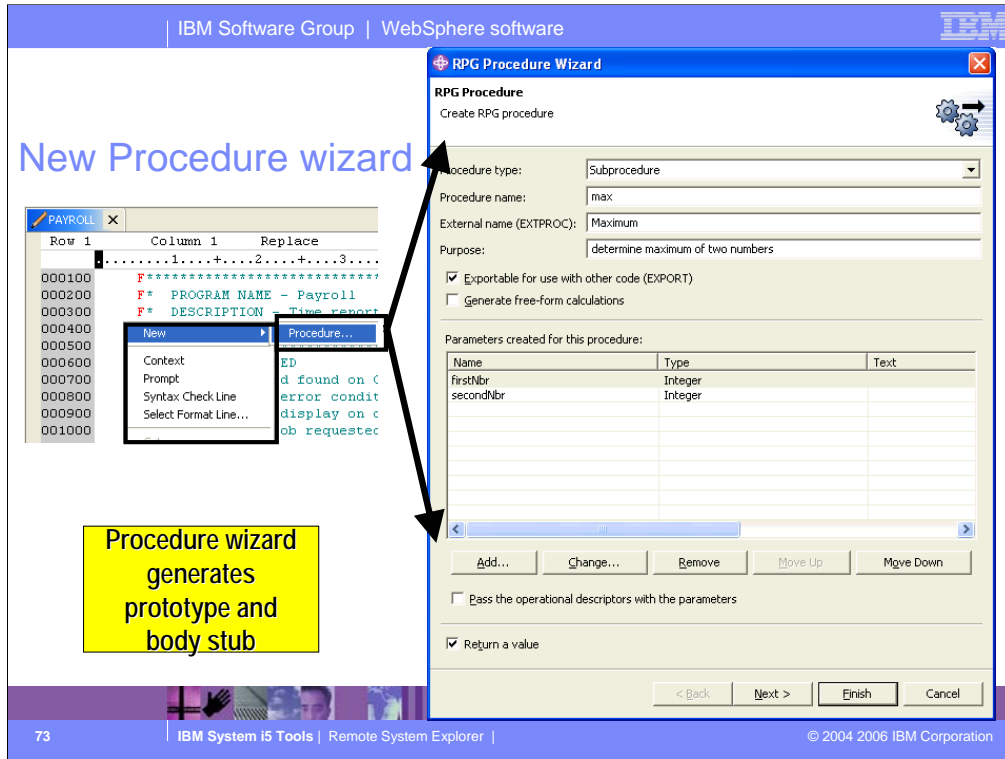 IBM Software Group | WebSphere software
IBM
New Procedure wizard
PAYROLL X
Row 1 Column 1 Replace
.........1....+....2....+....3....
000100 F*****************************
000200 F* PROGRAM NAME - Payroll
000300 F* DESCRIPTION - Time report
000400
000500
000600 ED
000700 d found on C
000800 error condit
000900 display on c
001000 ob requested
New
Procedure...
Context
Prompt
Syntax Check Line
Select Format Line...
Procedure wizard
generates
prototype and
body stub
RPG Procedure Wizard
RPG Procedure
Create RPG procedure
rocedure type: Subprocedure
Procedure name: max
External name (EXTPROC): Maximum
Purpose: determine maximum of two numbers
Exportable for use with other code (EXPORT)
Generate free-form calculations
Parameters created for this procedure:
Name Type Text
firstNbr Integer
secondNbr Integer
Add... Change... Remove Move Up Move Down
Pass the operational descriptors with the parameters
Return a value
< Back Next > Finish Cancel
73 IBM System i5 Tools | Remote System Explorer | © 2004 2006 IBM Corporation